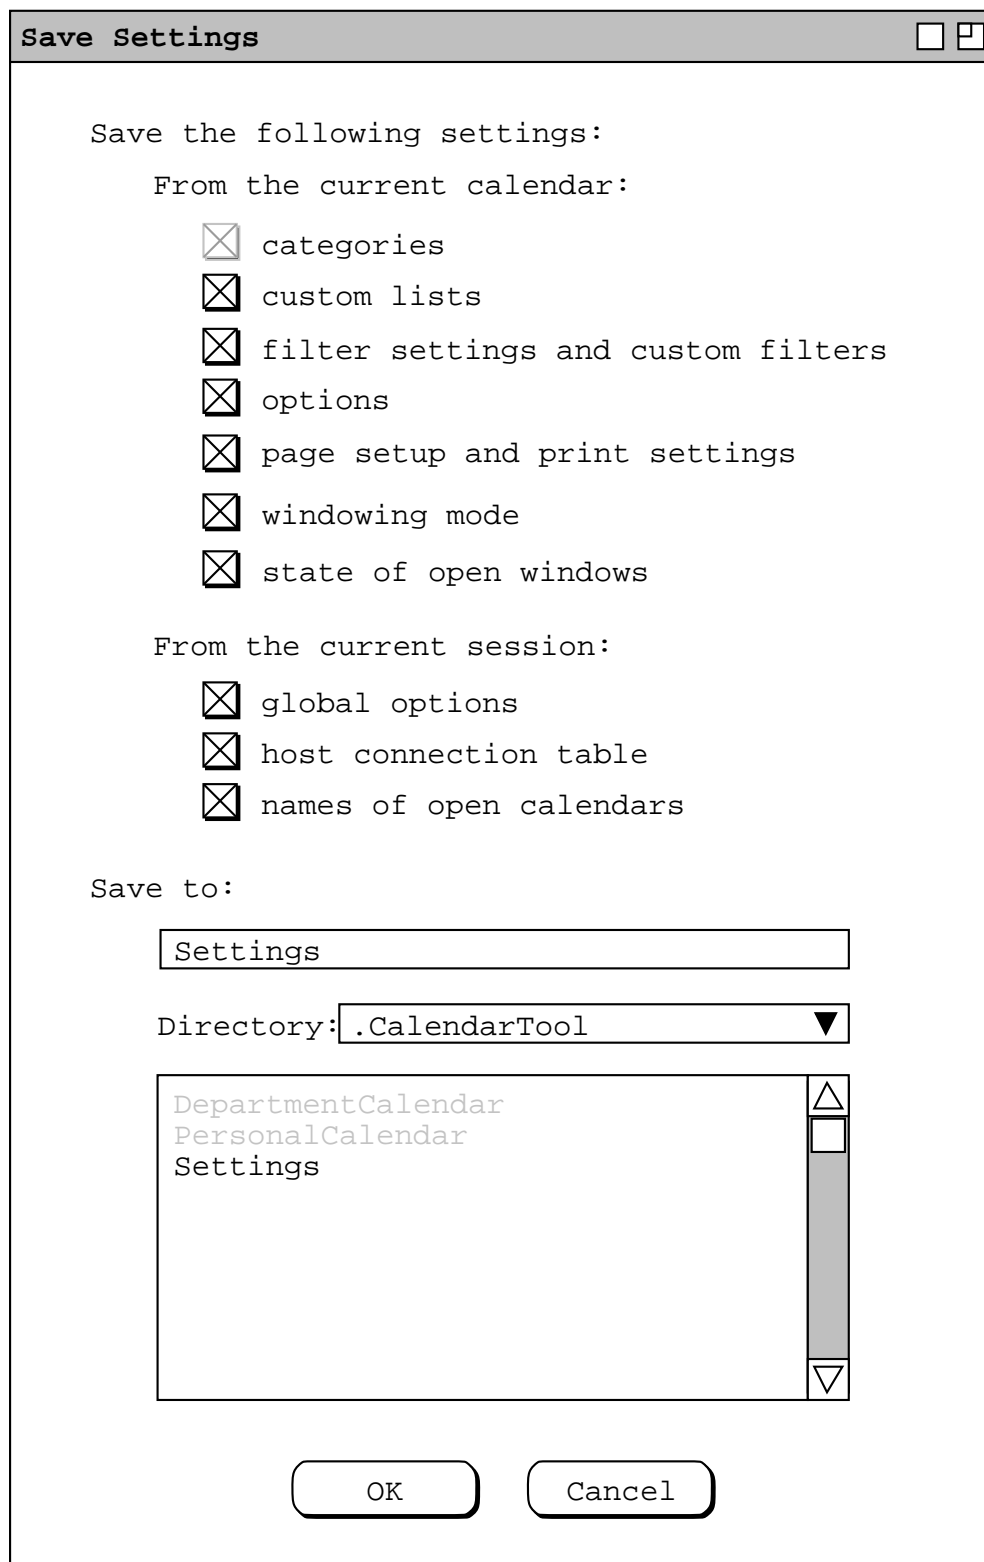 Save Settings
Save the following settings:
From the current calendar:
categories
custom lists
filter settings and custom filters
options
page setup and print settings
windowing mode
state of open windows
From the current session:
global options
host connection table
names of open calendars
Save to:
Settings
Directory: .CalendarTool
DepartmentCalendar
PersonalCalendar
Settings
OK Cancel